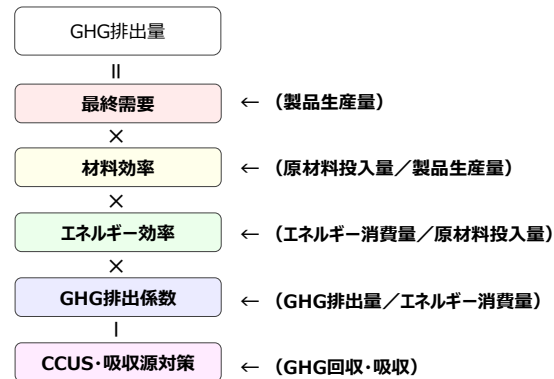 GHG排出量
=
最終需要 ← （製品生産量）
×
材料効率 ← （原材料投入量／製品生産量）
×
エネルギー効率 ← （エネルギー消費量／原材料投入量）
×
GHG排出係数 ← （GHG排出量／エネルギー消費量）
－
CCUS・吸収源対策 ← （GHG回収・吸収）